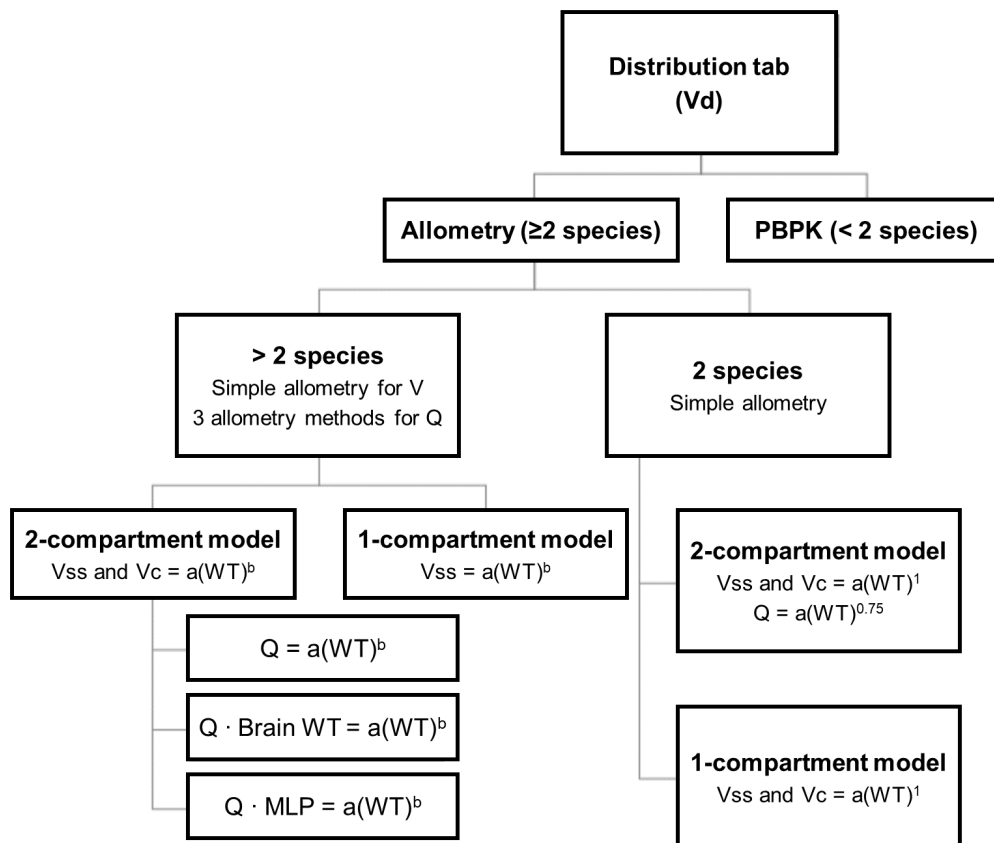 Distribution tab
(Vd)
Allometry (≥2 species)
PBPK (< 2 species)
> 2 species
Simple allometry for V
3 allometry methods for Q
2 species
Simple allometry
2-compartment model
Vss and Vc = a(WT)ᵇ
1-compartment model
Vss = a(WT)ᵇ
Q = a(WT)ᵇ
Q · Brain WT = a(WT)ᵇ
Q · MLP = a(WT)ᵇ
2-compartment model
Vss and Vc = a(WT)¹
Q = a(WT)⁰·⁷⁵
1-compartment model
Vss and Vc = a(WT)¹